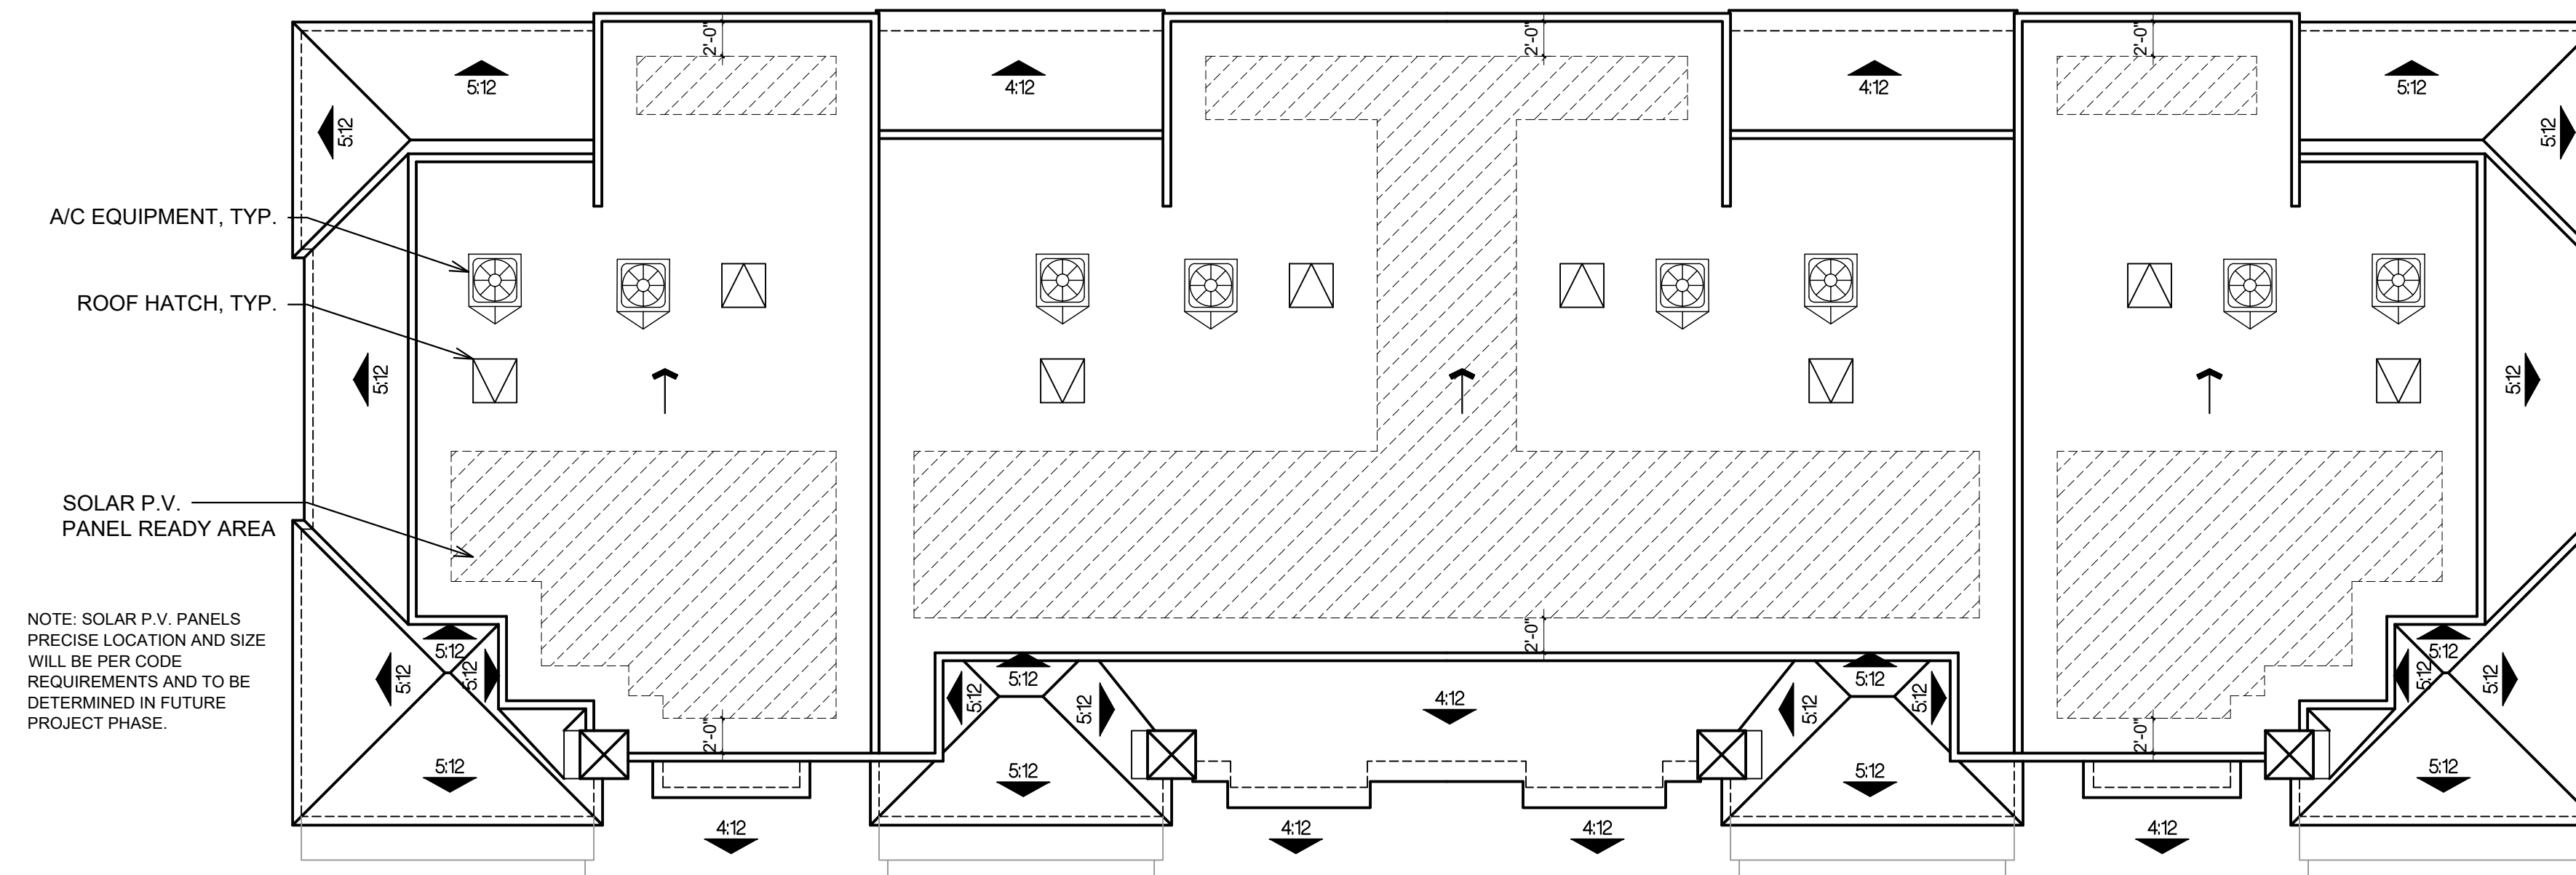 2'-0" 2'-0" 2'-0"
5:12 4:12 4:12 5:12
5:12 5:12
A/C EQUIPMENT, TYP.
ROOF HATCH, TYP.
5:12 5:12
SOLAR P.V.
PANEL READY AREA
NOTE: SOLAR P.V. PANELS
PRECISE LOCATION AND SIZE
WILL BE PER CODE
REQUIREMENTS AND TO BE
DETERMINED IN FUTURE
PROJECT PHASE.
2'-0"
5:12 5:12 5:12 5:12
5:12 5:12 5:12 5:12 5:12 5:12 5:12 5:12
4:12
2'-0" 2'-0"
5:12 5:12 5:12 5:12
4:12 4:12 4:12 4:12